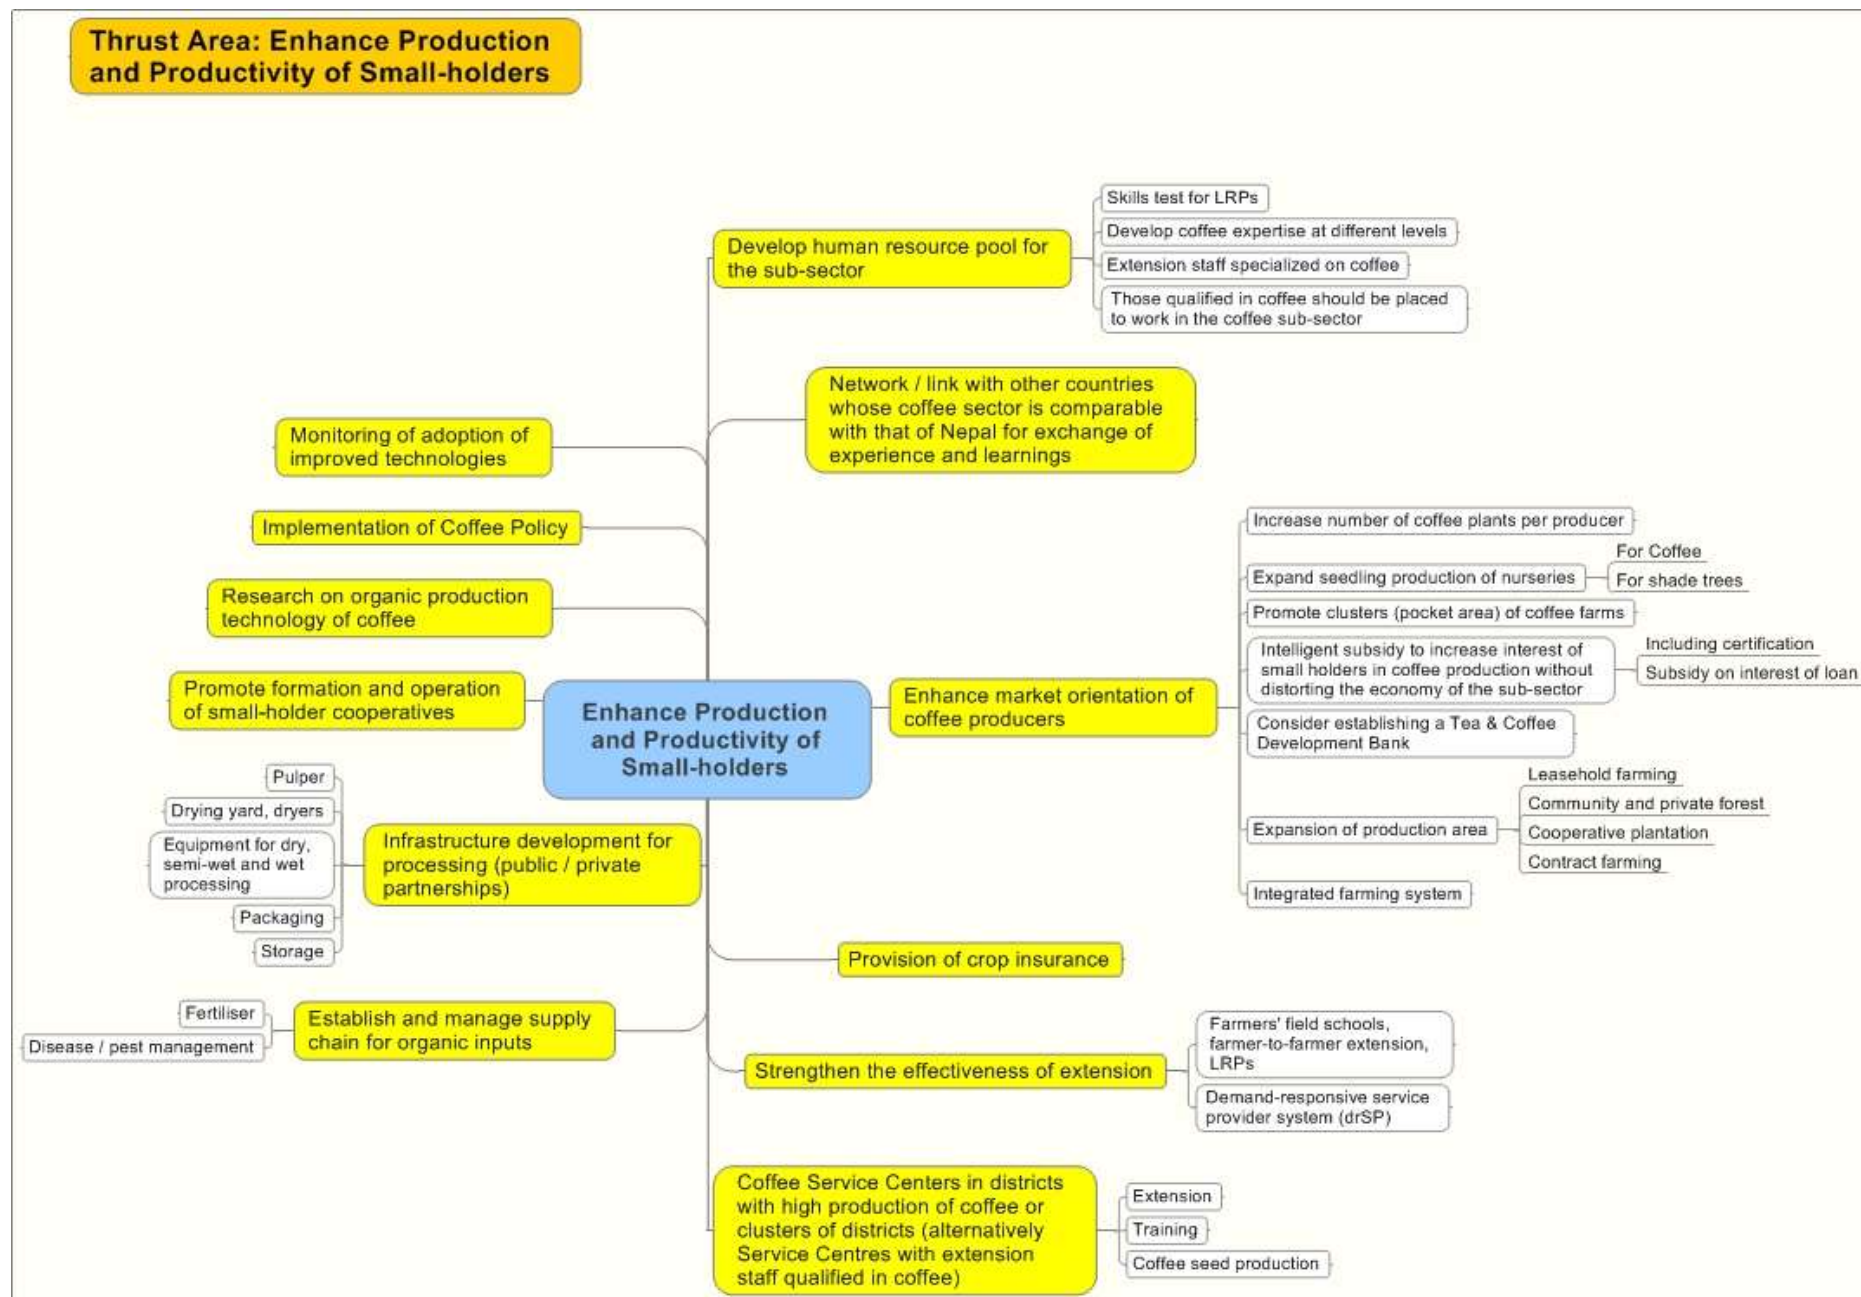 Thrust Area: Enhance Production
and Productivity of Small-holders
Develop human resource pool for
the sub-sector
Skills test for LRPs
Develop coffee expertise at different levels
Extension staff specialized on coffee
Those qualified in coffee should be placed
to work in the coffee sub-sector
Network / link with other countries
whose coffee sector is comparable
with that of Nepal for exchange of
experience and learnings
Monitoring of adoption of
improved technologies
Implementation of Coffee Policy
Research on organic production
technology of coffee
Promote formation and operation
of small-holder cooperatives
Enhance Production
and Productivity of
Small-holders
Enhance market orientation of
coffee producers
Increase number of coffee plants per producer
Expand seedling production of nurseries
For Coffee
For shade trees
Promote clusters (pocket area) of coffee farms
Intelligent subsidy to increase interest of
small holders in coffee production without
distorting the economy of the sub-sector
Including certification
Subsidy on interest of loan
Consider establishing a Tea & Coffee
Development Bank
Expansion of production area
Leasehold farming
Community and private forest
Cooperative plantation
Contract farming
Integrated farming system
Pulper
Drying yard, dryers
Equipment for dry,
semi-wet and wet
processing
Packaging
Storage
Infrastructure development for
processing (public / private
partnerships)
Provision of crop insurance
Fertiliser
Disease / pest management
Establish and manage supply
chain for organic inputs
Strengthen the effectiveness of extension
Farmers' field schools,
farmer-to-farmer extension,
LRPs
Demand-responsive service
provider system (drSP)
Coffee Service Centers in districts
with high production of coffee or
clusters of districts (alternatively
Service Centres with extension
staff qualified in coffee)
Extension
Training
Coffee seed production